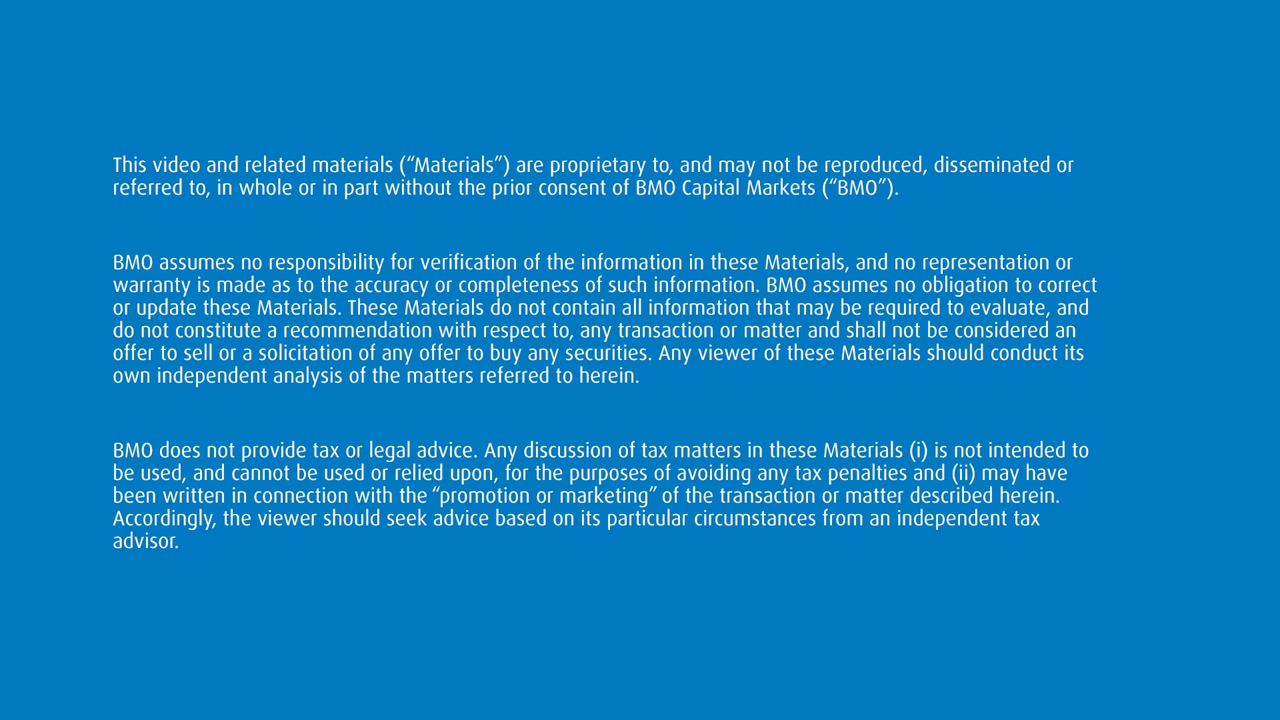 This video and related materials (“Materials”) are proprietary to, and may not be reproduced, disseminated or
referred to, in whole or in part without the prior consent of BMO Capital Markets (“BMO”).
BMO assumes no responsibility for verification of the information in these Materials, and no representation or
warranty is made as to the accuracy or completeness of such information. BMO assumes no obligation to correct
or update these Materials. These Materials do not contain all information that may be required to evaluate, and
do not constitute a recommendation with respect to, any transaction or matter and shall not be considered an
offer to sell or a solicitation of any offer to buy any securities. Any viewer of these Materials should conduct its
own independent analysis of the matters referred to herein.
BMO does not provide tax or legal advice. Any discussion of tax matters in these Materials (i) is not intended to
be used, and cannot be used or relied upon, for the purposes of avoiding any tax penalties and (ii) may have
been written in connection with the “promotion or marketing” of the transaction or matter described herein.
Accordingly, the viewer should seek advice based on its particular circumstances from an independent tax
advisor.